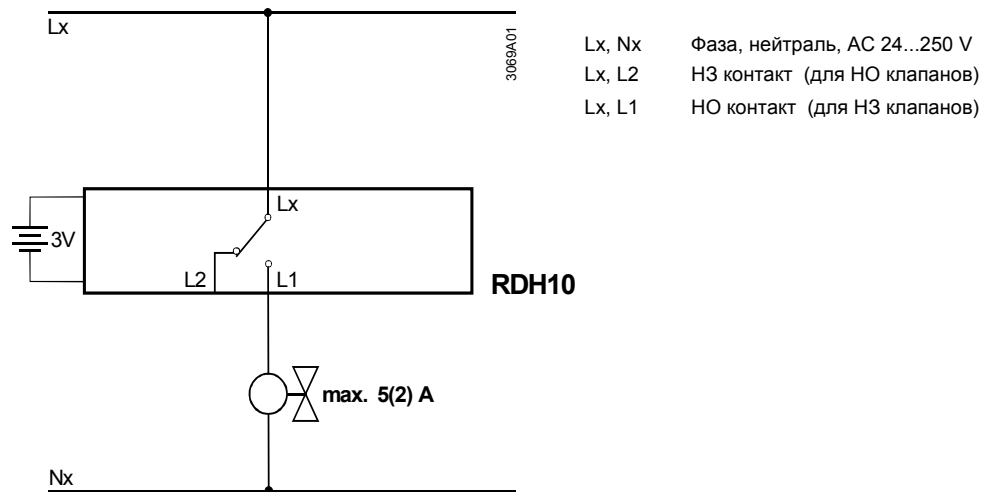 Lx
3069A01
Lx, Nx Фаза, нейтраль, AC 24...250 V
Lx, L2 НЗ контакт (для НО клапанов)
Lx, L1 НО контакт (для НЗ клапанов)
Lx
3V
L2 L1
RDH10
max. 5(2) A
Nx